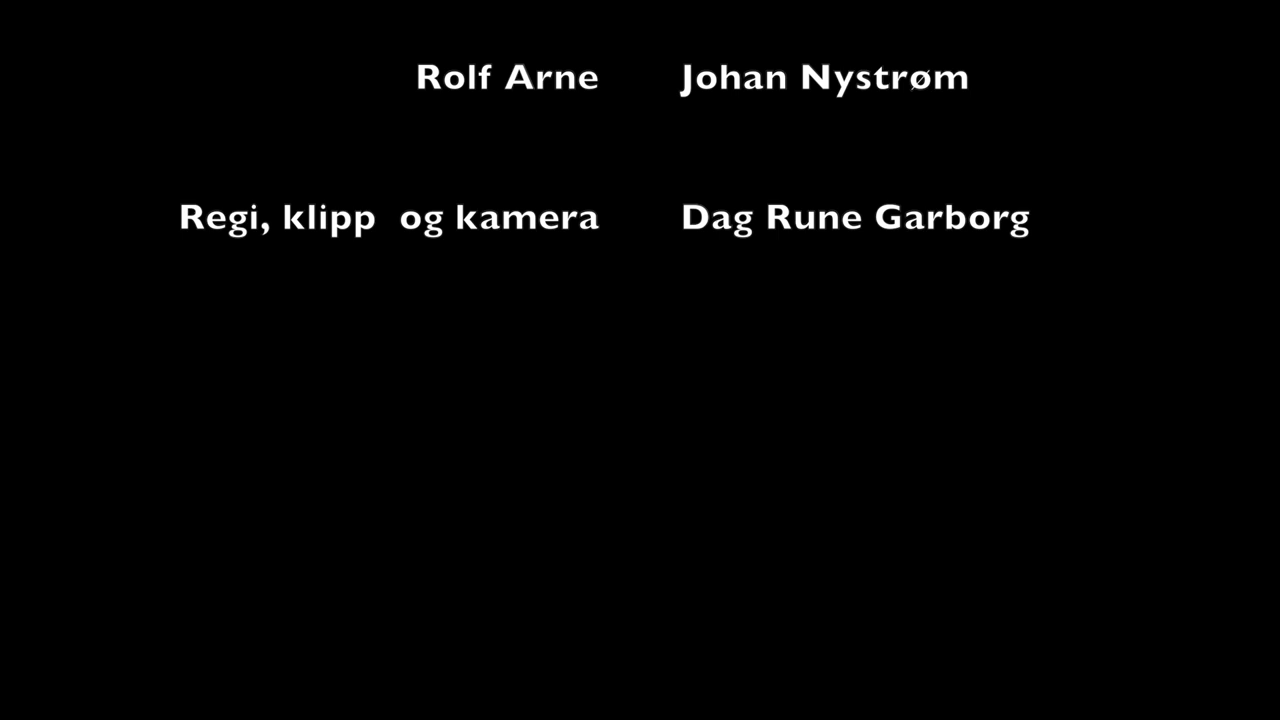 Rolf Arne Johan Nystrøm
Regi, klipp og kamera Dag Rune Garborg